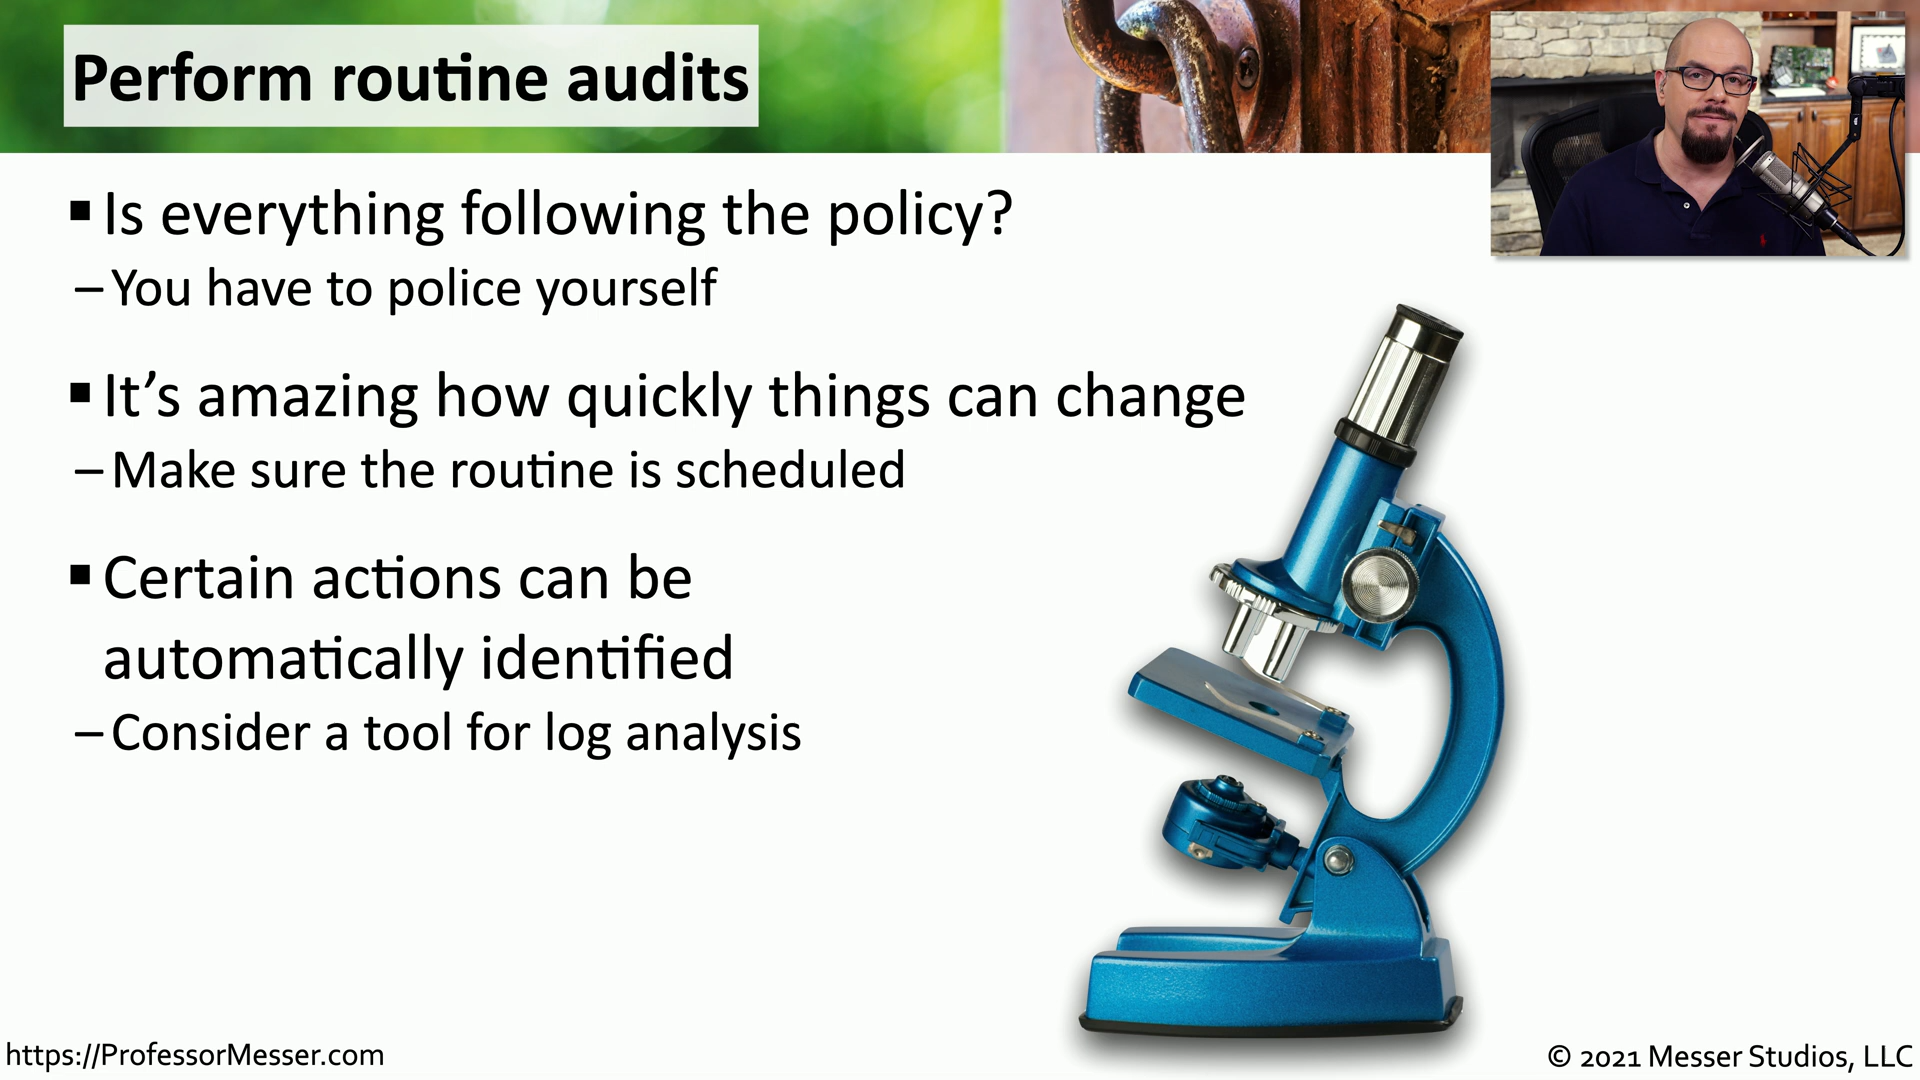 Perform routine audits
▪ Is everything following the policy?
– You have to police yourself
▪ It’s amazing how quickly things can change
– Make sure the routine is scheduled
▪ Certain actions can be
automatically identified
– Consider a tool for log analysis
https://ProfessorMesser.com
© 2021 Messer Studios, LLC